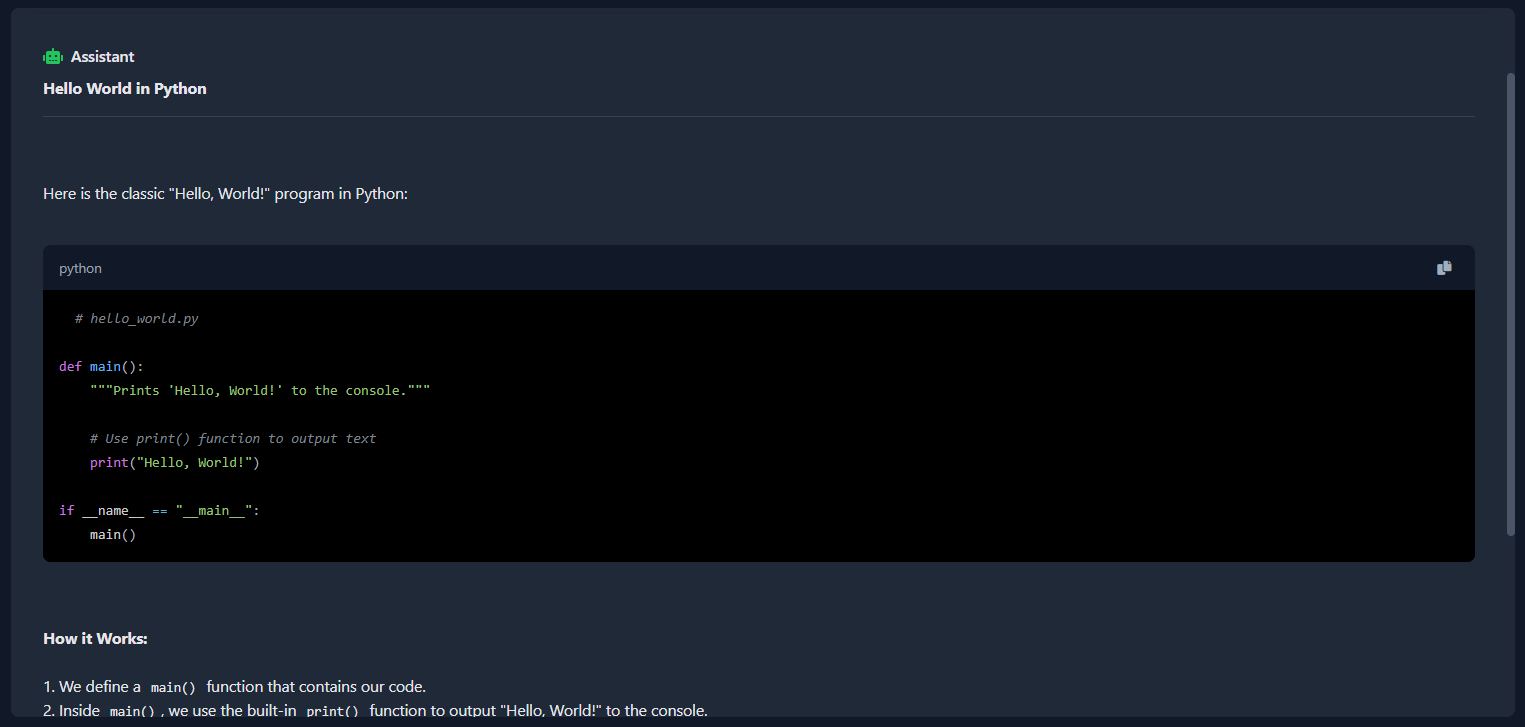 Assistant
Hello World in Python
Here is the classic "Hello, World!" program in Python:
python
# hello_world.py
def main():
"""Prints 'Hello, World!' to the console."""
# Use print() function to output text
print("Hello, World!")
if __name__ == "__main__":
main()
How it Works:
1. We define a main() function that contains our code.
2. Inside main(), we use the built-in print() function to output "Hello, World!" to the console.